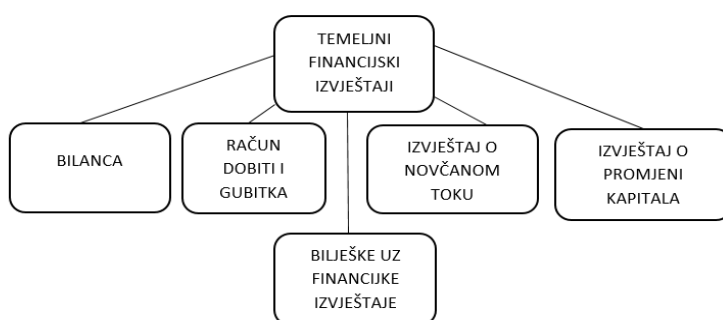 TEMELJNI
FINANCIJSKI
IZVJEŠTAJI
BILANCA
RAČUN
DOBITI I
GUBITKA
IZVJEŠTAJ O
NOVČANOM
TOKU
IZVJEŠTAJ O
PROMJENI
KAPITALA
BILJEŠKE UZ
FINANCIJKE
IZVJEŠTAJE